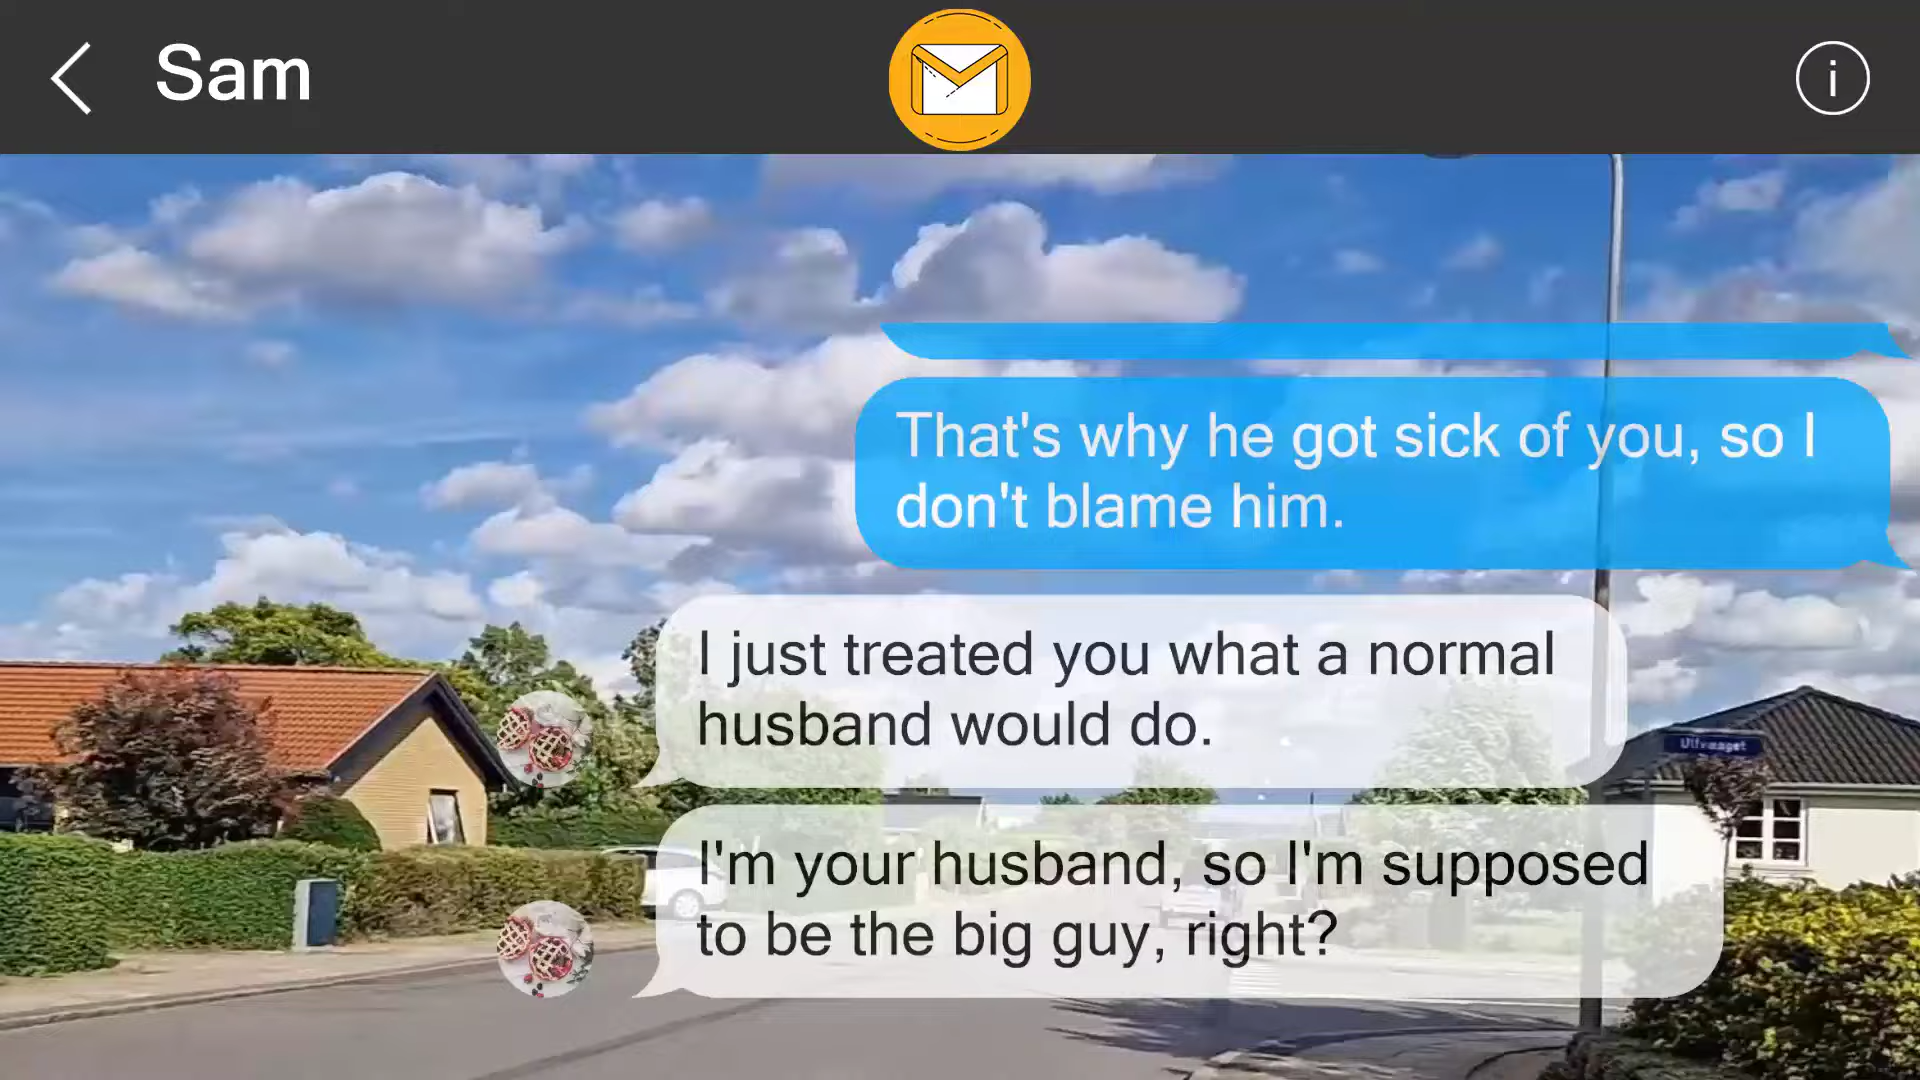 Sam
That's why he got sick of you, so I
don't blame him.
I just treated you what a normal
husband would do.
I'm your husband, so I'm supposed
to be the big guy, right?